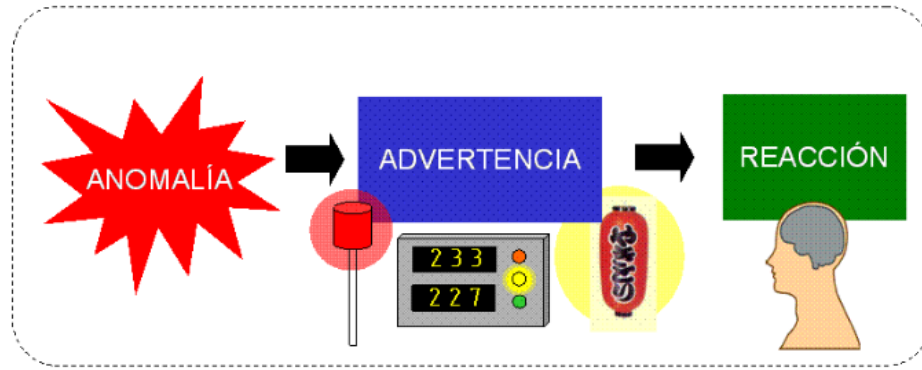 ANOMALÍA
ADVERTENCIA
REACCIÓN
233
227